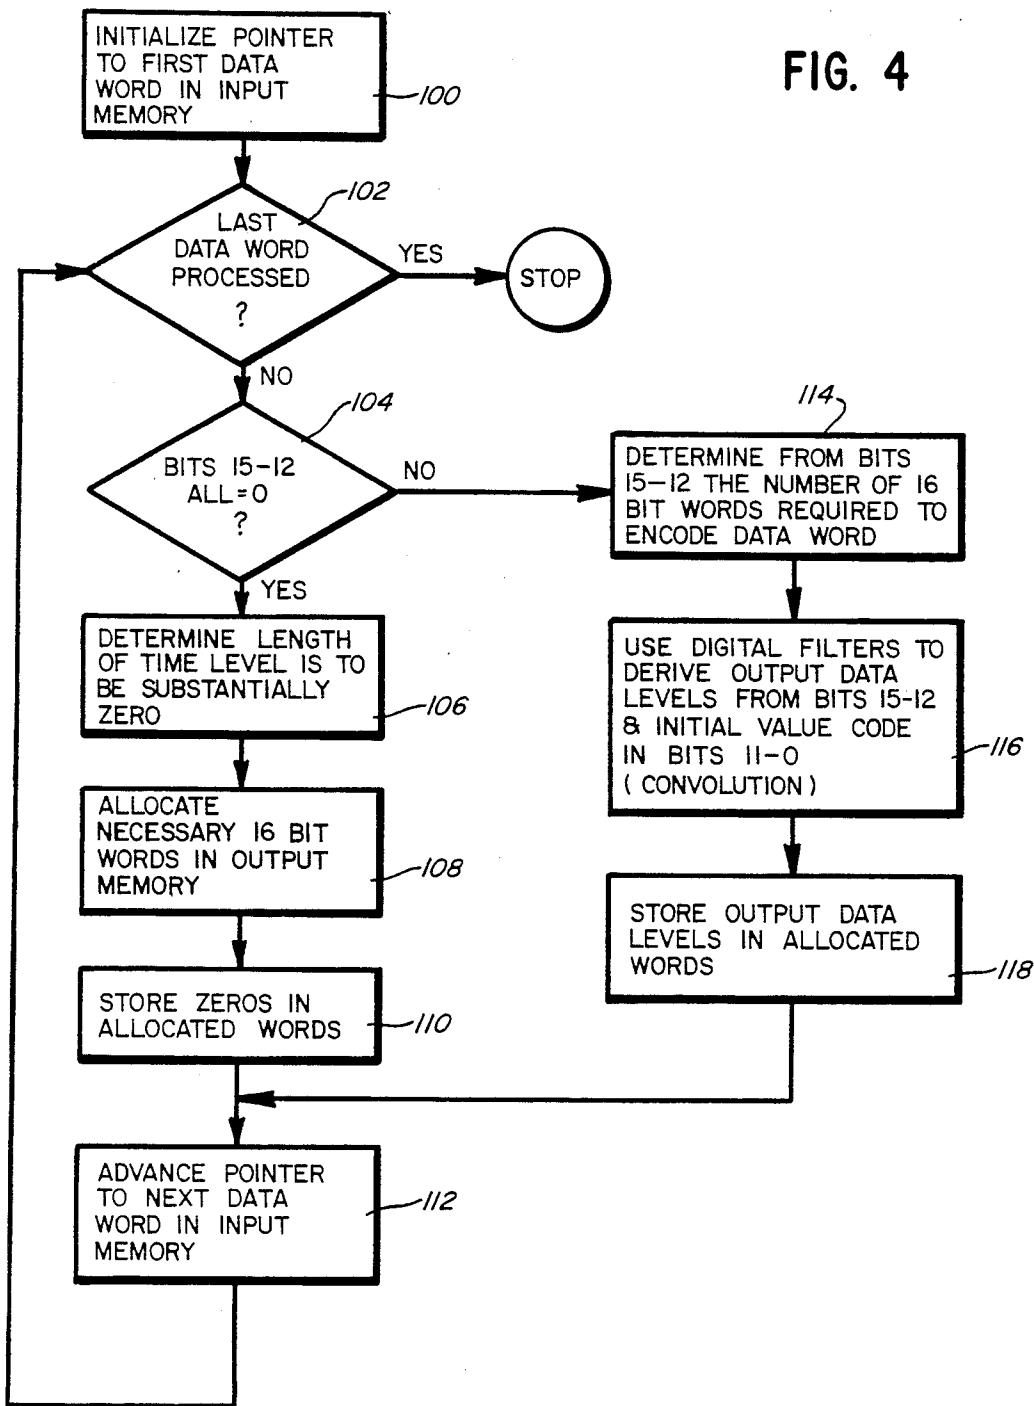 INITIALIZE POINTER
TO FIRST DATA
WORD IN INPUT
MEMORY
100
FIG. 4
102
LAST
DATA WORD
PROCESSED
?
YES
STOP
NO
104
BITS 15-12
ALL=0
?
NO
YES
114
DETERMINE FROM BITS
15-12 THE NUMBER OF 16
BIT WORDS REQUIRED TO
ENCODE DATA WORD
DETERMINE LENGTH
OF TIME LEVEL IS TO
BE SUBSTANTIALLY
ZERO
106
USE DIGITAL FILTERS TO
DERIVE OUTPUT DATA
LEVELS FROM BITS 15-12
& INITIAL VALUE CODE
IN BITS 11-0
(CONVOLUTION)
116
ALLOCATE
NECESSARY 16 BIT
WORDS IN OUTPUT
MEMORY
108
STORE OUTPUT DATA
LEVELS IN ALLOCATED
WORDS
118
STORE ZEROS IN
ALLOCATED WORDS
110
ADVANCE POINTER
TO NEXT DATA
WORD IN INPUT
MEMORY
112